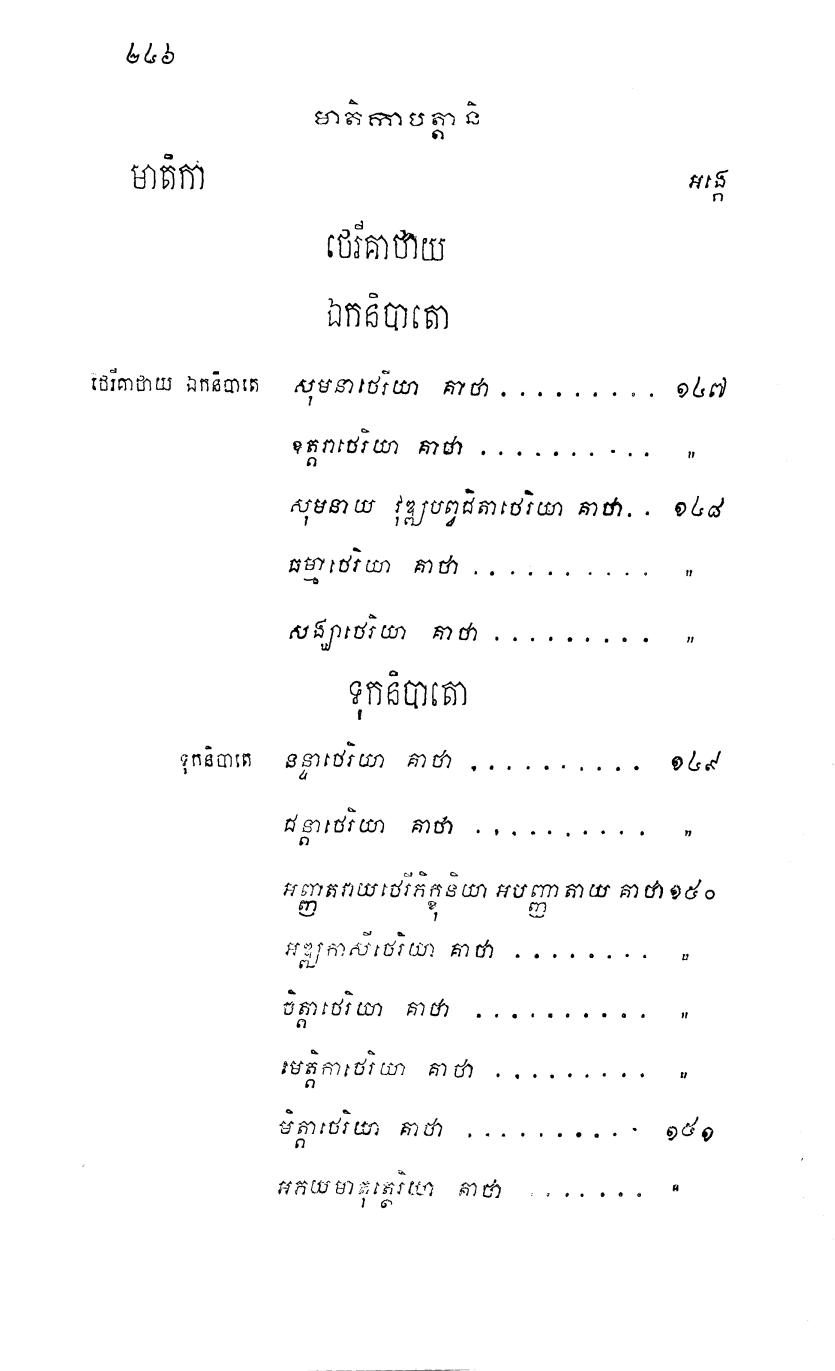 ២៤៦
មាតិកាបត្តានិ
មាតិកា អង្កេ
ថេរីគាថាយ
ឯកនិបាតោ
ថេរីគាថាយ ឯកនិបាតេ សុមនាថេរិយា គាថា . . . . . . . . . ១៤៧
ឧត្តរាថេរិយា គាថា . . . . . . . . . . "
សុមនាយ វុឌ្ឍបព្វជិតាថេរិយា គាថា . . ១៤៨
ធម្មាថេរិយា គាថា . . . . . . . . . . "
សង្ឃាថេរិយា គាថា . . . . . . . . . "
ទុកនិបាតោ
ទុកនិបាតេ នន្ទាថេរិយា គាថា . . . . . . . . . . ១៤៩
ជន្តាថេរិយា គាថា . . . . . . . . . . "
អញ្ញតរាយថេរីភិក្ខុនិយា អបញ្ញាតាយ គាថា ១៥០
អឌ្ឍកាសីថេរិយា គាថា . . . . . . . . "
ចិត្តាថេរិយា គាថា . . . . . . . . . . "
មេត្តិកាថេរិយា គាថា . . . . . . . . . "
មិត្តាថេរិយា គាថា . . . . . . . . . . ១៥១
អភយមាតុត្ថេរិយា គាថា . . . . . . . "